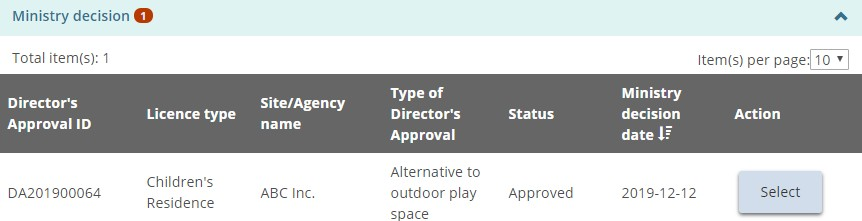 Ministry decision 1
Total item(s): 1
Item(s) per page: 10
Director's Approval ID
Licence type
Site/Agency name
Type of Director's Approval
Status
Ministry decision date
Action
DA201900064
Children's Residence
ABC Inc.
Alternative to outdoor play space
Approved
2019-12-12
Select